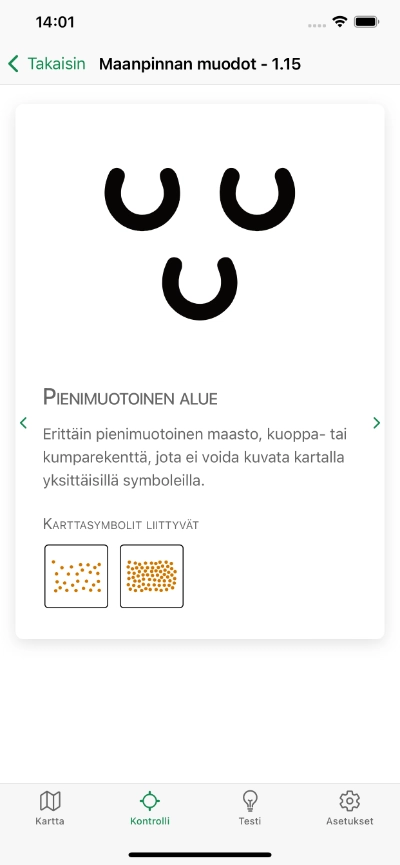 14:01
Takaisin Maanpinnan muodot - 1.15
Pienimuotoinen alue
Erittäin pienimuotoinen maasto, kuoppa- tai
kumparekenttä, jota ei voida kuvata kartalla
yksittäisillä symboleilla.
Karttasymbolit liittyvät
Kartta Kontrolli Testi Asetukset